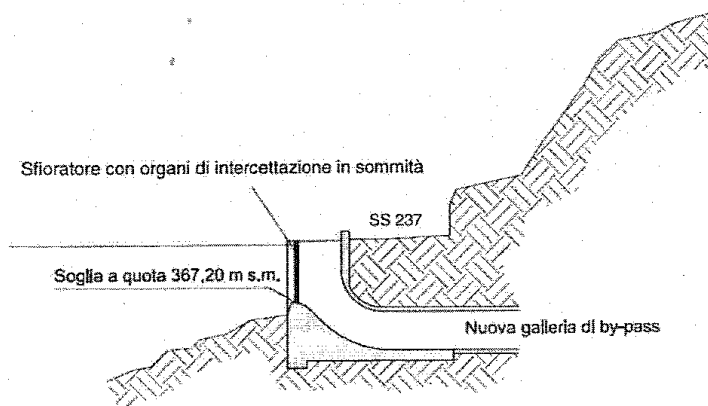 Sfioratore con organi di intercettazione in sommità
SS 237
Soglia a quota 367,20 m s.m.
Nuova galleria di by-pass